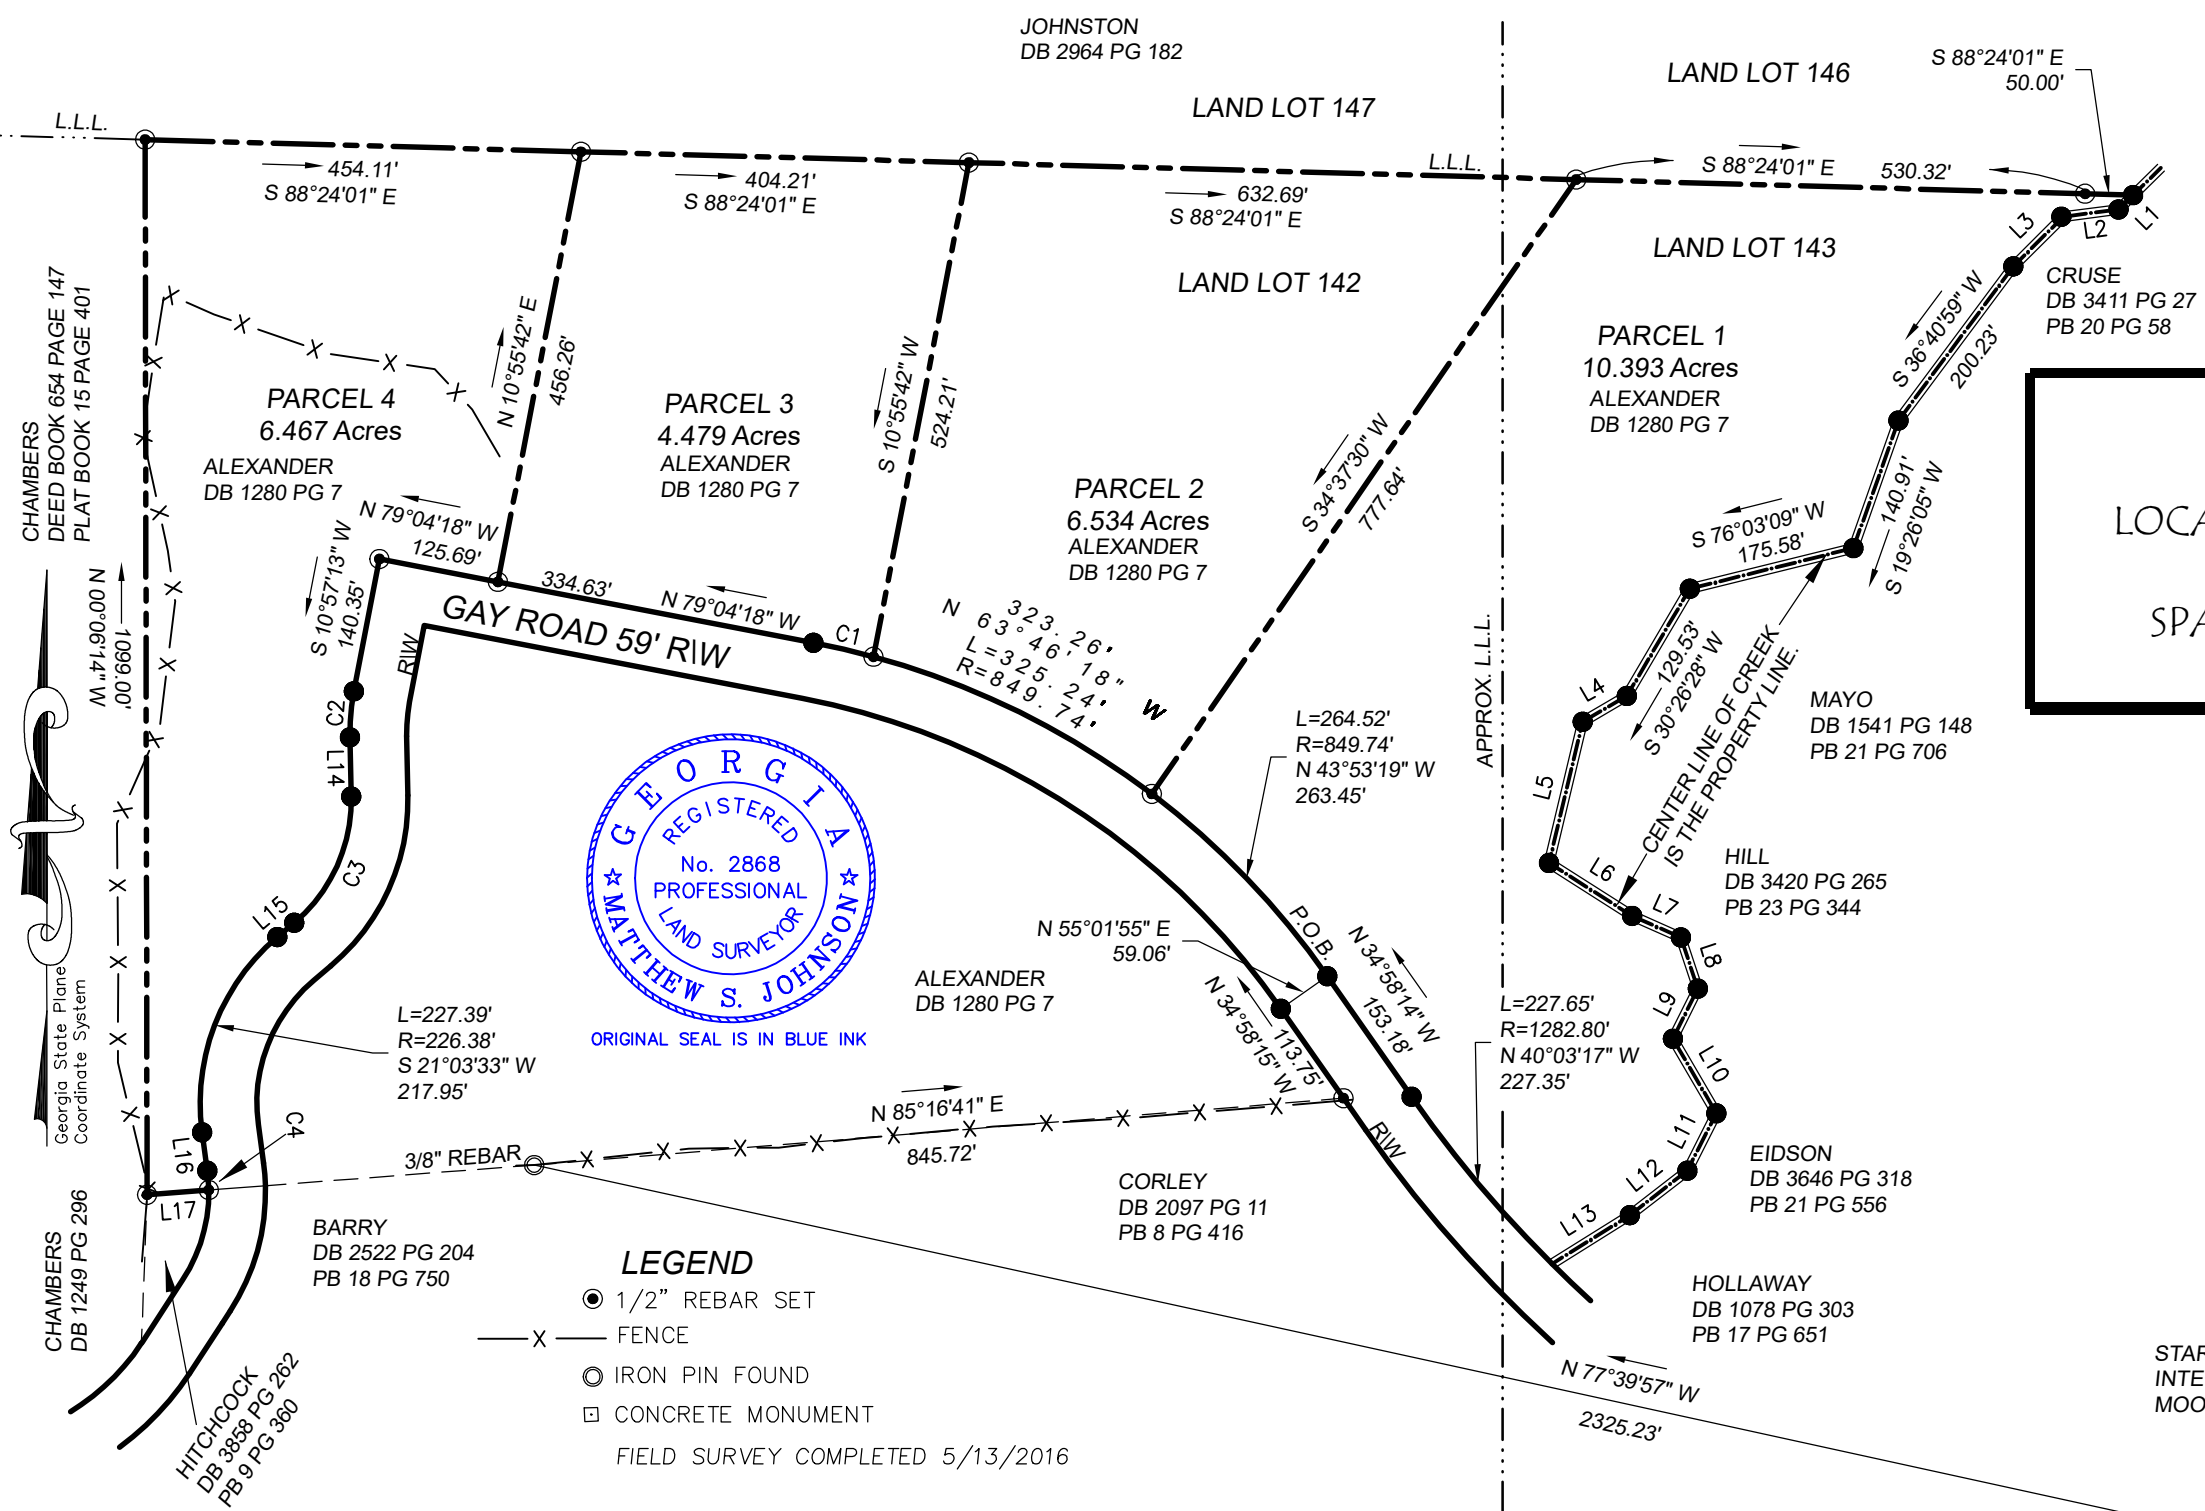 JOHNSTON
DB 2964 PG 182
LAND LOT 147
LAND LOT 146
S 88°24'01" E
50.00'
L.L.L.
454.11'
S 88°24'01" E
404.21'
S 88°24'01" E
632.69'
S 88°24'01" E
L.L.L.
S 88°24'01" E
530.32'
L1
L2
L3
LAND LOT 142
LAND LOT 143
CRUSE
DB 3411 PG 27
PB 20 PG 58
CHAMBERS
DEED BOOK 654 PAGE 147
PLAT BOOK 15 PAGE 401
N 00°06'14" W
1099.00'
PARCEL 4
6.467 Acres
ALEXANDER
DB 1280 PG 7
N 10°55'42" E
456.26'
PARCEL 3
4.479 Acres
ALEXANDER
DB 1280 PG 7
S 10°55'42" W
524.21'
PARCEL 2
6.534 Acres
ALEXANDER
DB 1280 PG 7
S 34°37'30" W
777.64'
PARCEL 1
10.393 Acres
ALEXANDER
DB 1280 PG 7
S 36°40'59" W
200.23'
140.91'
S 19°26'05" W
S 76°03'09" W
175.58'
129.53'
S 30°26'28" W
CENTER LINE OF CREEK
IS THE PROPERTY LINE.
LOCA
SPA
N 79°04'18" W
125.69'
S 10°57'13" W
140.35'
334.63'
N 79°04'18" W
C1
GAY ROAD 59' R\W
R\W
323.26'
N 63°46'18" W
L=325.24'
R=849.74'
L=264.52'
R=849.74'
N 43°53'19" W
263.45'
APPROX. L.L.L.
L4
L5
L6
L7
L8
L9
L10
L11
L12
L13
MAYO
DB 1541 PG 148
PB 21 PG 706
HILL
DB 3420 PG 265
PB 23 PG 344
C2
L14
C3
L15
GEORGIA
REGISTERED
No. 2868
PROFESSIONAL
LAND SURVEYOR
MATTHEW S. JOHNSON
ORIGINAL SEAL IS IN BLUE INK
ALEXANDER
DB 1280 PG 7
N 55°01'55" E
59.06'
P.O.B.
N 34°58'14" W
153.18'
N 34°58'15" W
113.75'
L=227.65'
R=1282.80'
N 40°03'17" W
227.35'
Georgia State Plane
Coordinate System
L=227.39'
R=226.38'
S 21°03'33" W
217.95'
L16
C4
L17
3/8" REBAR
N 85°16'41" E
845.72'
R\W
CORLEY
DB 2097 PG 11
PB 8 PG 416
EIDSON
DB 3646 PG 318
PB 21 PG 556
HOLLAWAY
DB 1078 PG 303
PB 17 PG 651
CHAMBERS
DB 1249 PG 296
BARRY
DB 2522 PG 204
PB 18 PG 750
HITCHCOCK
DB 3858 PG 262
PB 9 PG 360
LEGEND
1/2" REBAR SET
X FENCE
IRON PIN FOUND
CONCRETE MONUMENT
FIELD SURVEY COMPLETED 5/13/2016
N 77°39'57" W
2325.23'
STAR
INTE
MOO